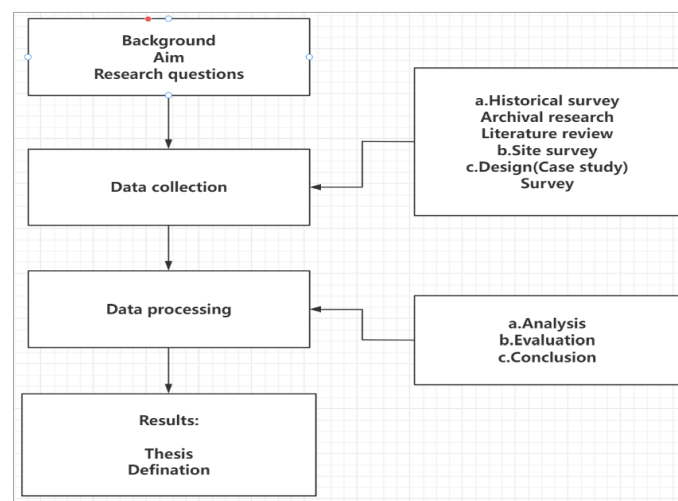 Background
Aim
Research questions
Data collection
a.Historical survey
Archival research
Literature review
b.Site survey
c.Design(Case study)
Survey
Data processing
a.Analysis
b.Evaluation
c.Conclusion
Results:
Thesis
Defination